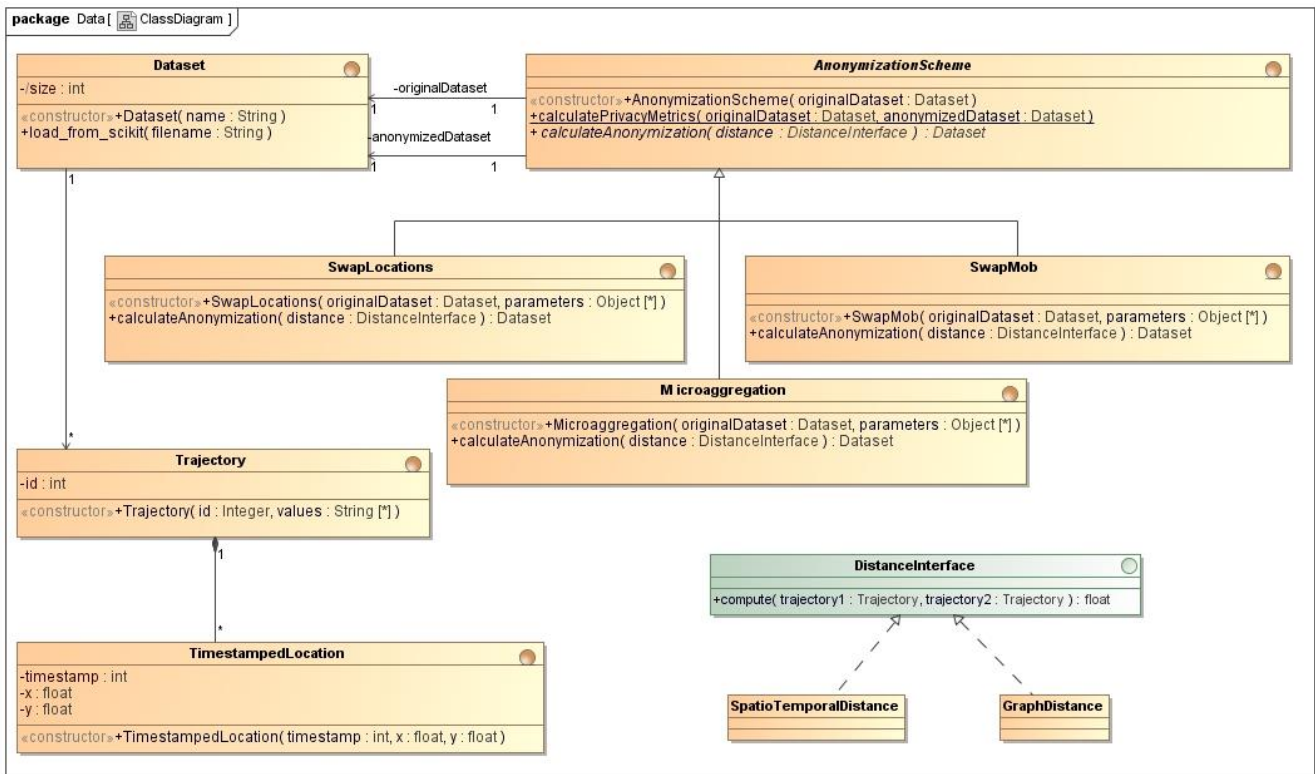 package Data [ ClassDiagram ]
Dataset
-/size : int
«constructor»+Dataset( name : String )
+load_from_scikit( filename : String )
-originalDataset
1
1
-anonymizedDataset
1
1
AnonymizationScheme
«constructor»+AnonymizationScheme( originalDataset : Dataset )
+calculatePrivacyMetrics( originalDataset : Dataset, anonymizedDataset : Dataset )
+ calculateAnonymization( distance : DistanceInterface ) : Dataset
1
*
SwapLocations
«constructor»+SwapLocations( originalDataset : Dataset, parameters : Object [*] )
+calculateAnonymization( distance : DistanceInterface ) : Dataset
SwapMob
«constructor»+SwapMob( originalDataset : Dataset, parameters : Object [*] )
+calculateAnonymization( distance : DistanceInterface ) : Dataset
Microaggregation
«constructor»+Microaggregation( originalDataset : Dataset, parameters : Object [*] )
+calculateAnonymization( distance : DistanceInterface ) : Dataset
Trajectory
-id : int
«constructor»+Trajectory( id : Integer, values : String [*] )
1
*
DistanceInterface
+compute( trajectory1 : Trajectory, trajectory2 : Trajectory ) : float
TimestampedLocation
-timestamp : int
-x : float
-y : float
«constructor»+TimestampedLocation( timestamp : int, x : float, y : float )
SpatioTemporalDistance
GraphDistance